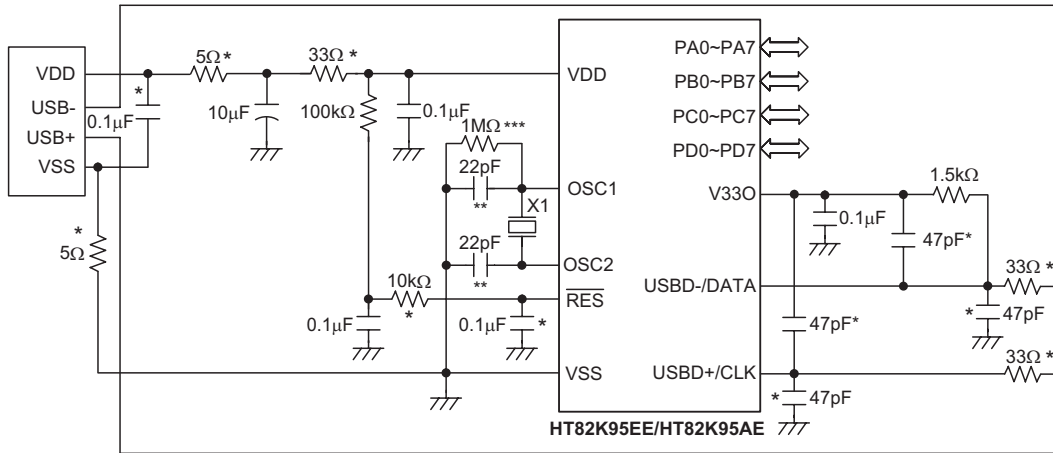 VDD
USB-
USB+
VSS
*
0.1µF
5Ω*
10µF
33Ω *
100kΩ
0.1µF
*
5Ω
1MΩ ***
22pF
**
X1
22pF
**
10kΩ
*
0.1µF
0.1µF
*
VDD
OSC1
OSC2
RES
VSS
PA0~PA7
PB0~PB7
PC0~PC7
PD0~PD7
V33O
USBD-/DATA
USBD+/CLK
HT82K95EE/HT82K95AE
1.5kΩ
0.1µF
47pF*
33Ω *
*
47pF
47pF*
33Ω *
*
47pF